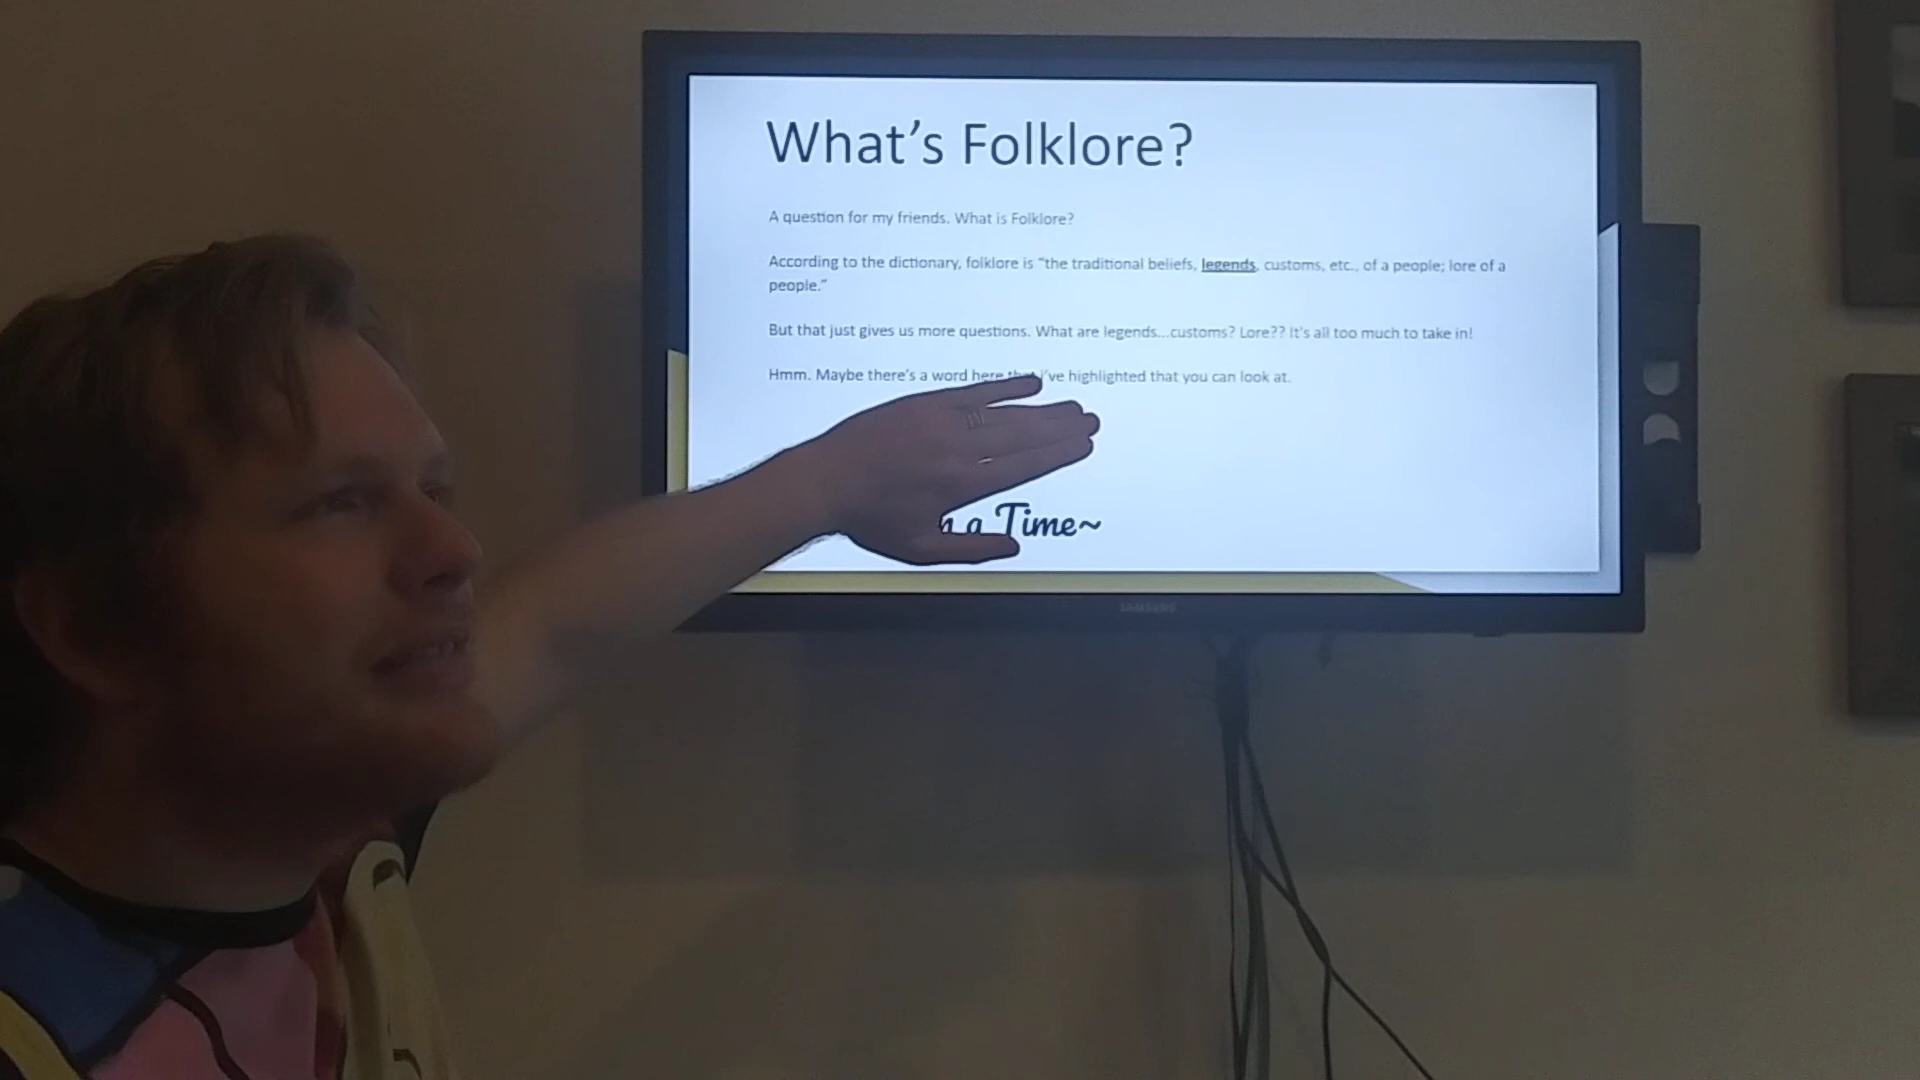 What's Folklore?
A question for my friends. What is Folklore?
According to the dictionary, folklore is "the traditional beliefs, legends, customs, etc., of a people; lore of a
people."
But that just gives us more questions. What are legends...customs? Lore?? It's all too much to take in!
Hmm. Maybe there's a word here that I've highlighted that you can look at.
a Time~
SAMSUNG